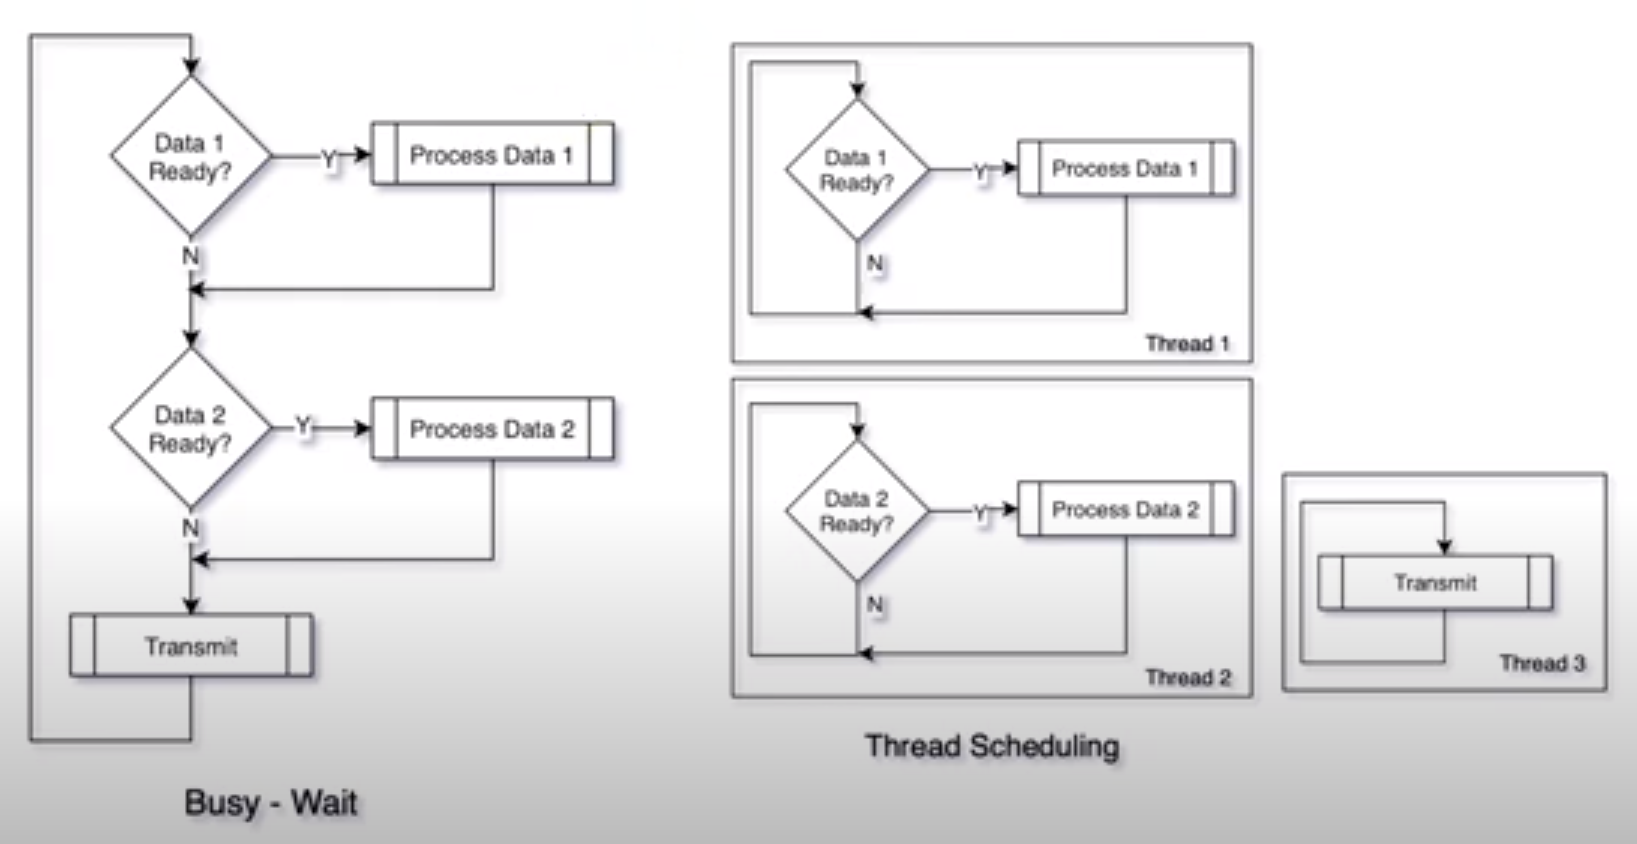 Data 1
Ready?
Y
Process Data 1
N
Data 2
Ready?
Y
Process Data 2
N
Transmit
Busy - Wait
Data 1
Ready?
Y
Process Data 1
N
Thread 1
Data 2
Ready?
Y
Process Data 2
N
Thread 2
Transmit
Thread 3
Thread Scheduling